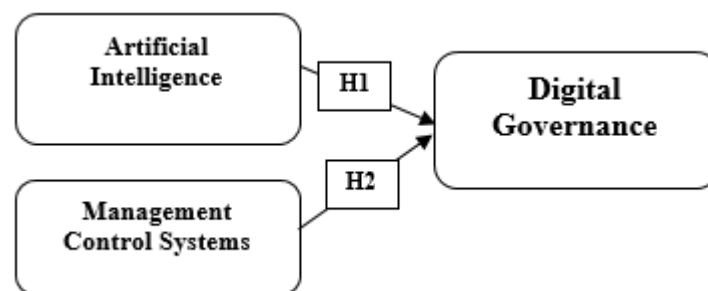 Artificial
Intelligence
H1
Digital
Governance
H2
Management
Control Systems